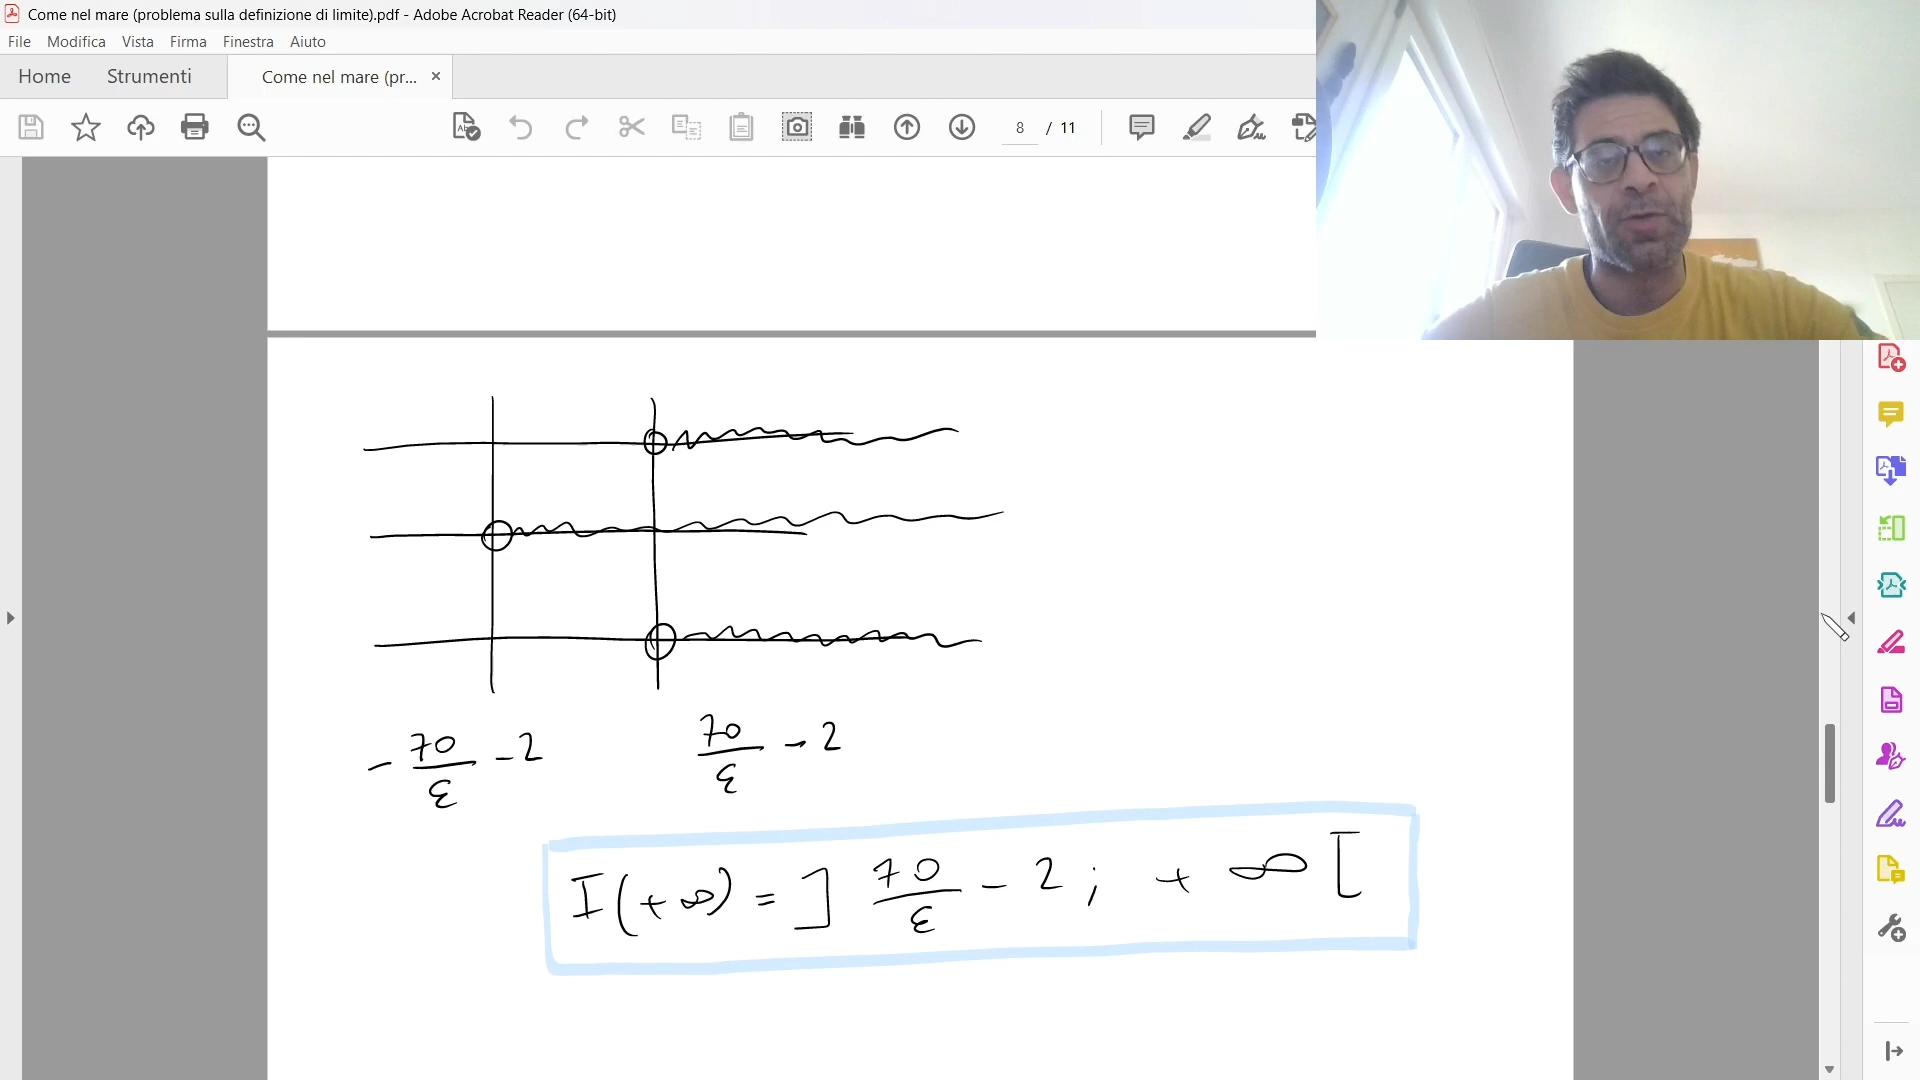 Come nel mare (problema sulla definizione di limite).pdf - Adobe Acrobat Reader (64-bit)
File Modifica Vista Firma Finestra Aiuto
Home Strumenti Come nel mare (pr... ×
8 / 11
- 70/ε - 2 70/ε - 2
I(+∞) = ] 70/ε - 2 ; + ∞ [